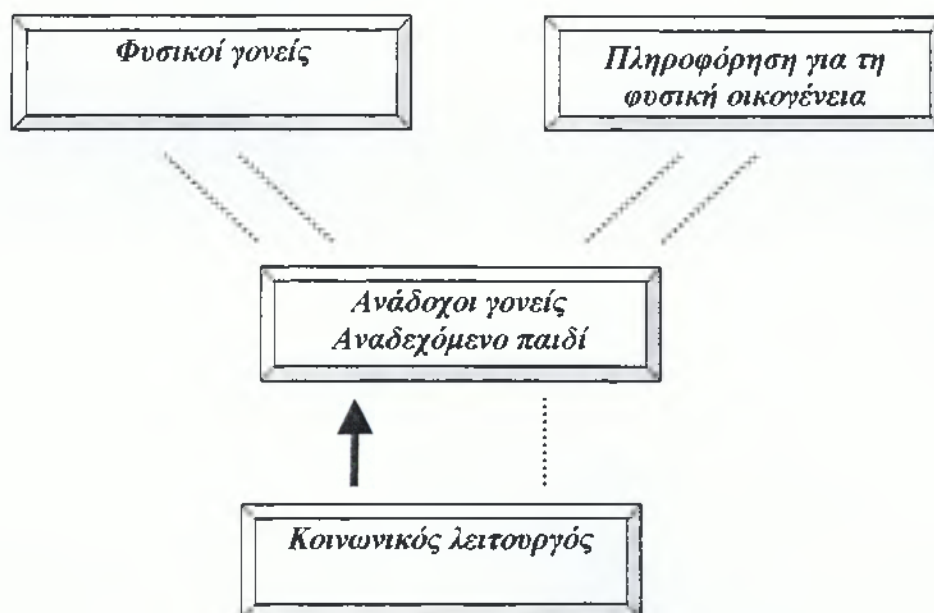 Φυσικοί γονείς
Πληροφόρηση για τη
φυσική οικογένεια
Ανάδοχοι γονείς
Αναδεχόμενο παιδί
Κοινωνικός λειτουργός